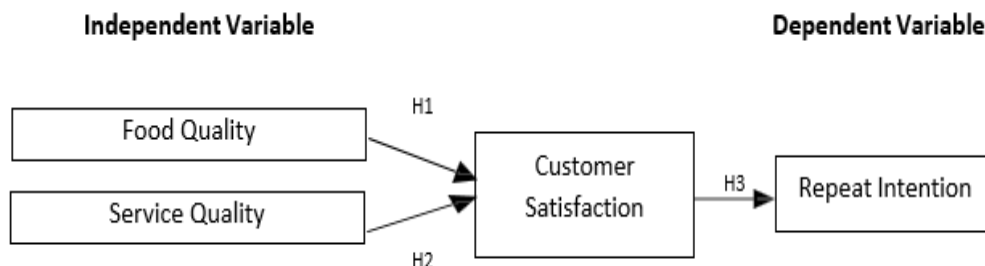 Independent Variable
Dependent Variable
H1
Food Quality
Customer
Satisfaction
H3
Repeat Intention
Service Quality
H2